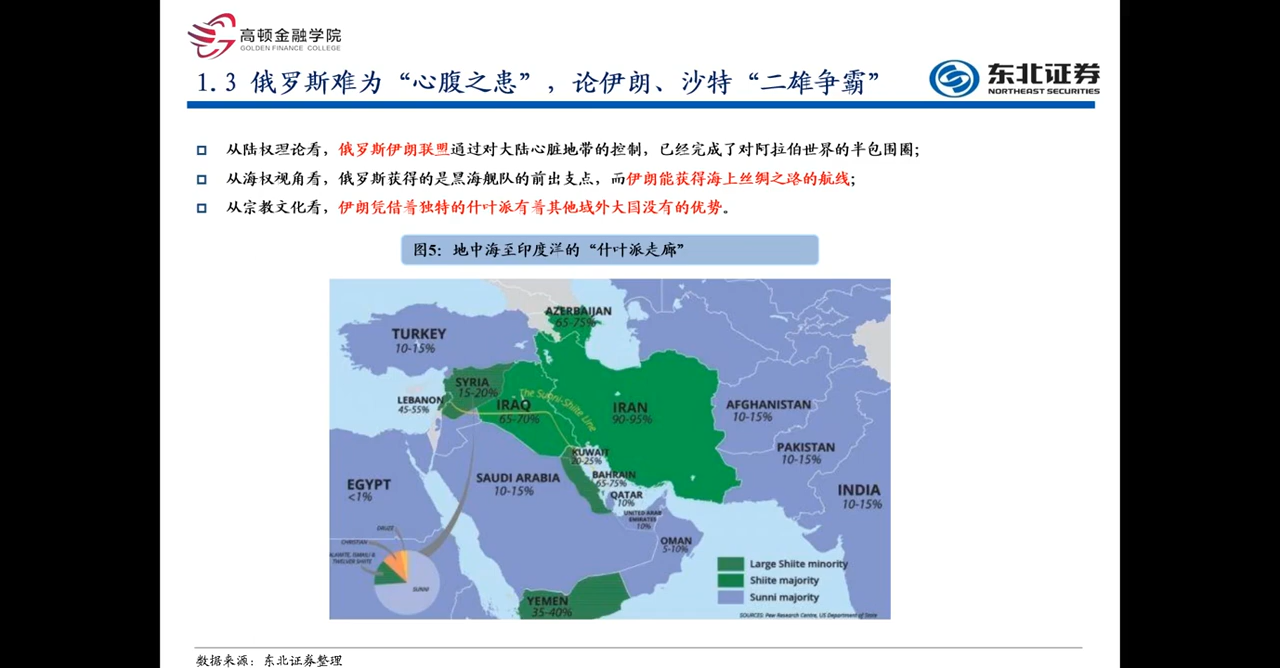 高顿金融学院
GOLDEN FINANCE COLLEGE
1.3 俄罗斯难为“心腹之患”，论伊朗、沙特“二雄争霸”
东北证券
NORTHEAST SECURITIES
从陆权理论看，俄罗斯伊朗联盟通过对大陆心脏地带的控制，已经完成了对阿拉伯世界的半包围圈；
从海权视角看，俄罗斯获得的是黑海舰队的前出支点，而伊朗能获得海上丝绸之路的航线；
从宗教文化看，伊朗凭借着独特的什叶派有着其他域外大国没有的优势。
图5：地中海至印度洋的“什叶派走廊”
AZERBAIJAN
65-75%
TURKEY
10-15%
SYRIA
15-20%
LEBANON
45-55%
The Sunni-Shiite Line
IRAQ
65-70%
IRAN
90-95%
AFGHANISTAN
10-15%
KUWAIT
20-25%
PAKISTAN
10-15%
BAHRAIN
65-75%
SAUDI ARABIA
10-15%
EGYPT
<1%
QATAR
10%
INDIA
10-15%
UNITED ARAB
EMIRATES
10%
OMAN
5-10%
DRUZE
CHRISTIAN
ALAWITE, ISMAILI &
TWELVER SHIITE
SUNNI
Large Shiite minority
Shiite majority
Sunni majority
YEMEN
35-40%
SOURCES: Pew Research Centre, US Department of State
数据来源：东北证券整理